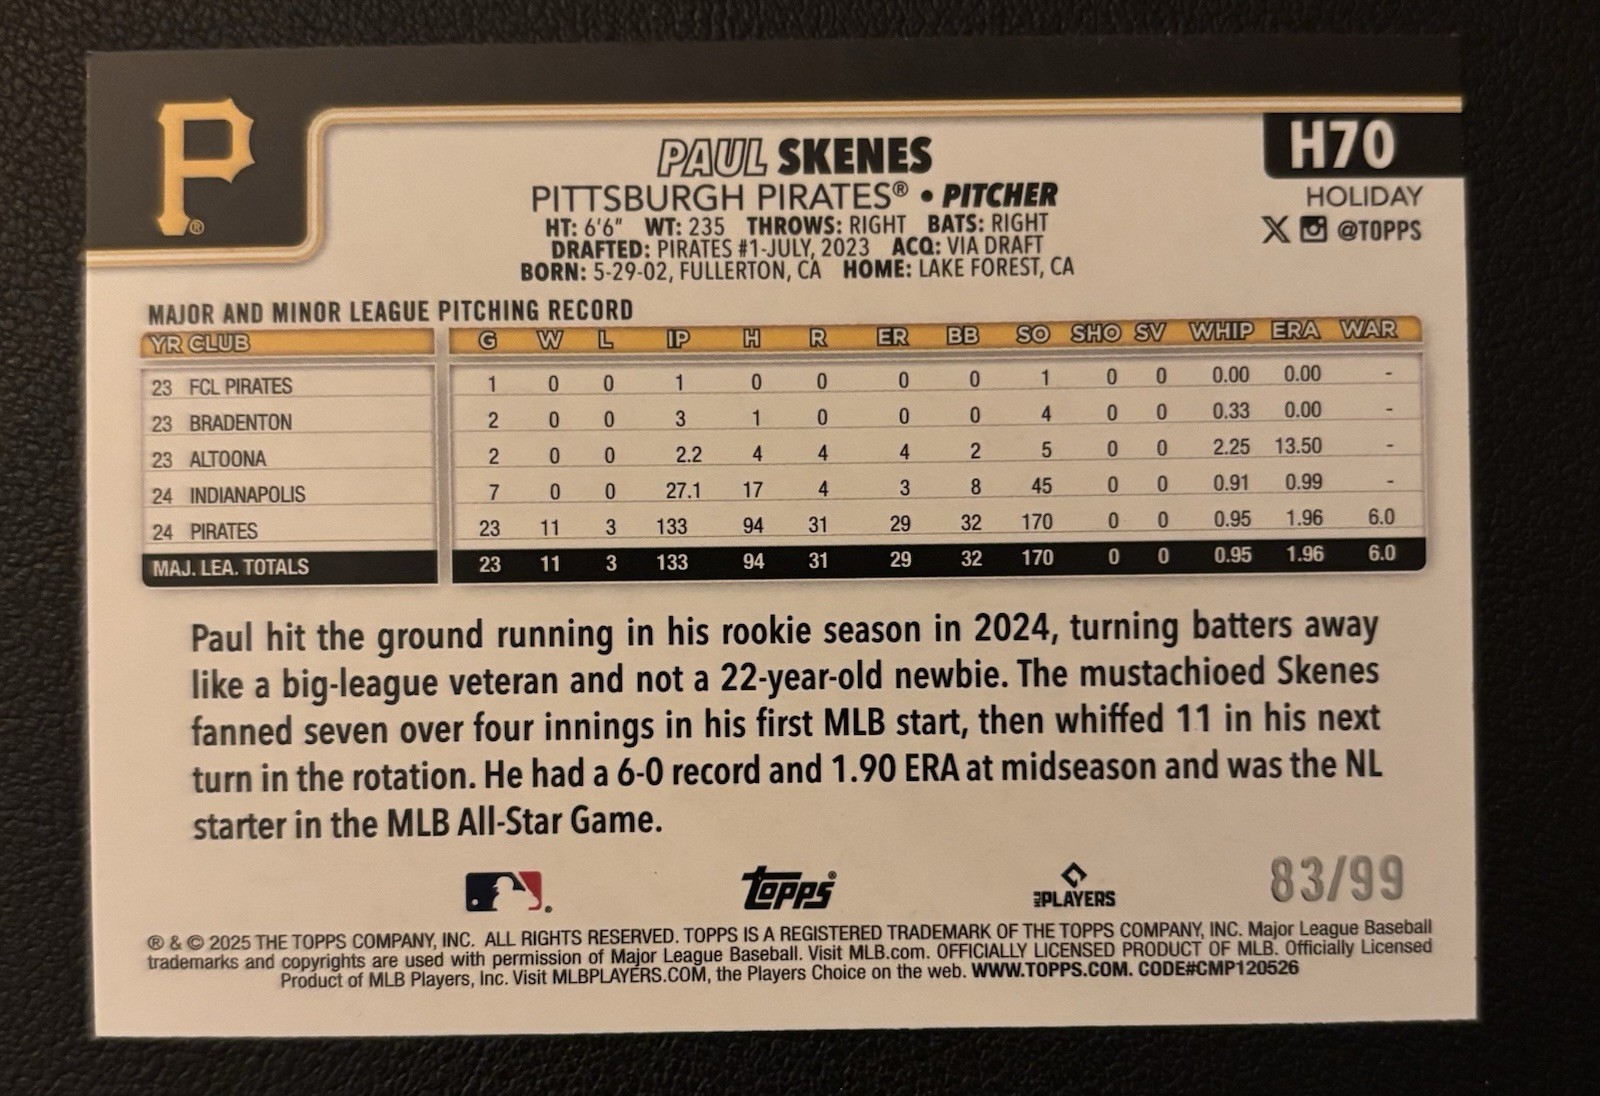 P®
H70
PAUL SKENES
HOLIDAY
PITTSBURGH PIRATES® • PITCHER
X @TOPPS
HT: 6'6" WT: 235 THROWS: RIGHT BATS: RIGHT
DRAFTED: PIRATES #1-JULY, 2023 ACQ: VIA DRAFT
BORN: 5-29-02, FULLERTON, CA HOME: LAKE FOREST, CA
MAJOR AND MINOR LEAGUE PITCHING RECORD
YR CLUB G W L IP H R ER BB SO SHO SV WHIP ERA WAR
23 FCL PIRATES 1 0 0 1 0 0 0 0 1 0 0 0.00 0.00 -
23 BRADENTON 2 0 0 3 1 0 0 0 4 0 0 0.33 0.00 -
23 ALTOONA 2 0 0 2.2 4 4 4 2 5 0 0 2.25 13.50 -
24 INDIANAPOLIS 7 0 0 27.1 17 4 3 8 45 0 0 0.91 0.99 -
24 PIRATES 23 11 3 133 94 31 29 32 170 0 0 0.95 1.96 6.0
MAJ. LEA. TOTALS 23 11 3 133 94 31 29 32 170 0 0 0.95 1.96 6.0
Paul hit the ground running in his rookie season in 2024, turning batters away
like a big-league veteran and not a 22-year-old newbie. The mustachioed Skenes
fanned seven over four innings in his first MLB start, then whiffed 11 in his next
turn in the rotation. He had a 6-0 record and 1.90 ERA at midseason and was the NL
starter in the MLB All-Star Game.
Topps® MLB PLAYERS 83/99
® & © 2025 THE TOPPS COMPANY, INC. ALL RIGHTS RESERVED. TOPPS IS A REGISTERED TRADEMARK OF THE TOPPS COMPANY, INC. Major League Baseball
trademarks and copyrights are used with permission of Major League Baseball. Visit MLB.com. OFFICIALLY LICENSED PRODUCT OF MLB. Officially Licensed
Product of MLB Players, Inc. Visit MLBPLAYERS.COM, the Players Choice on the web. WWW.TOPPS.COM. CODE#CMP120526